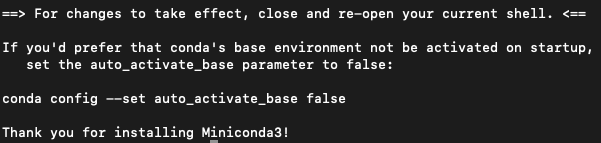 ==> For changes to take effect, close and re-open your current shell. <==
If you'd prefer that conda's base environment not be activated on startup,
set the auto_activate_base parameter to false:
conda config --set auto_activate_base false
Thank you for installing Miniconda3!